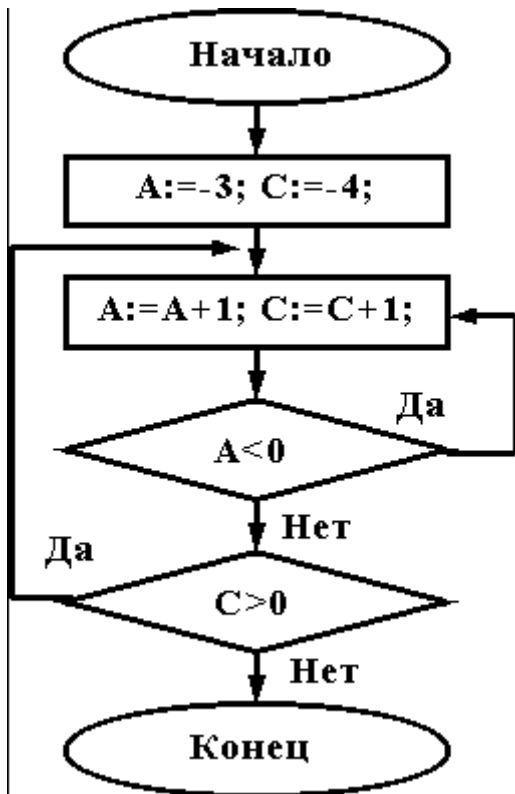 Начало
A:=-3; C:=-4;
A:=A+1; C:=C+1;
Да
A<0
Нет
Да
C>0
Нет
Конец